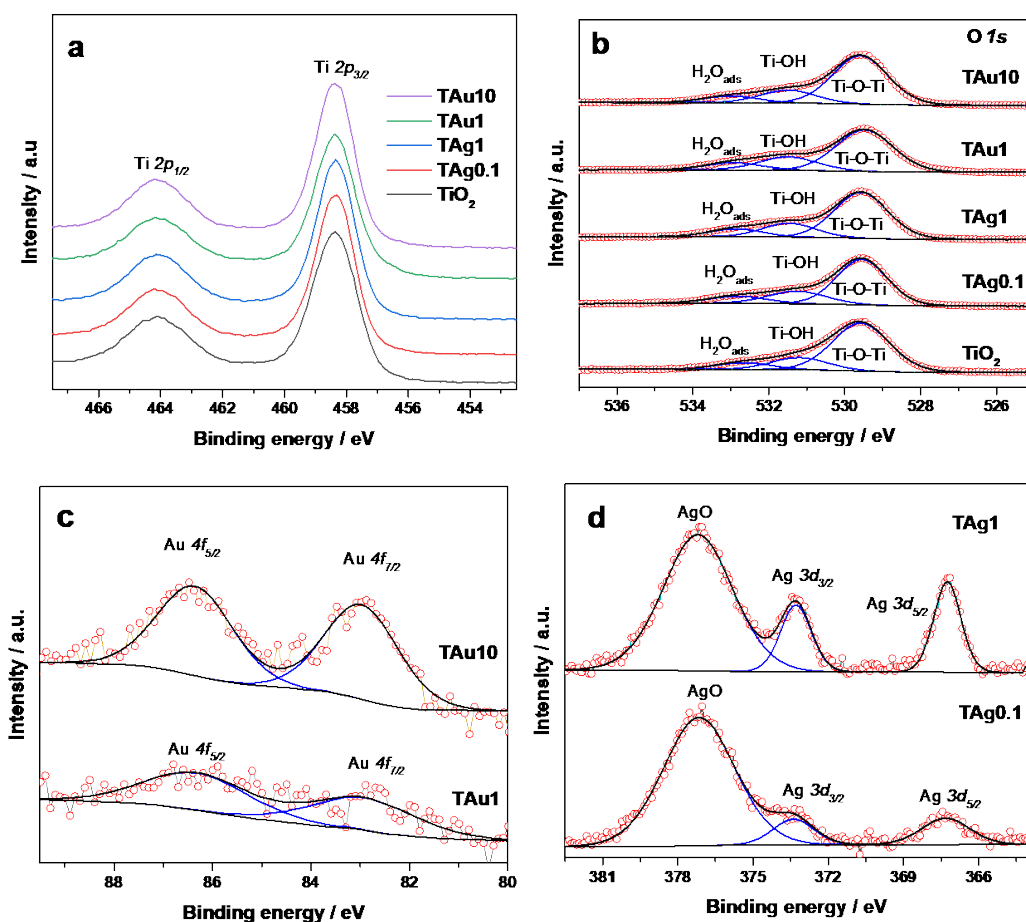 a
Ti 2p3/2
Ti 2p1/2
TAu10
TAu1
TAg1
TAg0.1
TiO2
Intensity / a.u
466 464 462 460 458 456 454
Binding energy / eV
b
O 1s
H2Oads Ti-OH Ti-O-Ti TAu10
H2Oads Ti-OH Ti-O-Ti TAu1
H2Oads Ti-OH Ti-O-Ti TAg1
H2Oads Ti-OH Ti-O-Ti TAg0.1
H2Oads Ti-OH Ti-O-Ti TiO2
Intensity / a.u.
536 533 531 529 526
Binding energy / eV
c
Au 4f5/2 Au 4f7/2
TAu10
Au 4f5/2 Au 4f7/2
TAu1
Intensity / a.u.
88 86 84 82 80
Binding energy / eV
d
AgO TAg1
Ag 3d3/2
Ag 3d5/2
AgO TAg0.1
Ag 3d3/2 Ag 3d5/2
Intensity / a.u.
381 377 375 372 369 366
Binding energy / eV